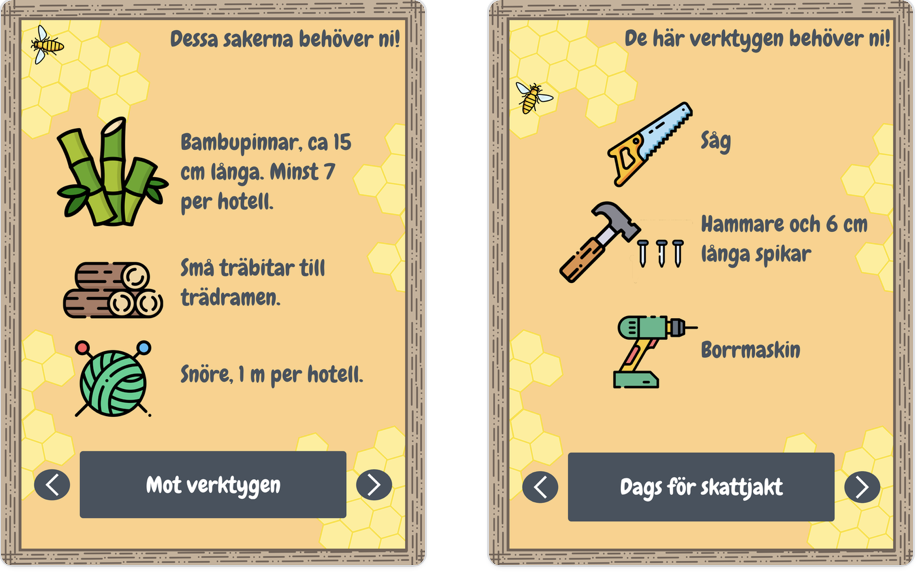 Dessa sakerna behöver ni!
Bambupinnar, ca 15
cm långa. Minst 7
per hotell.
Små träbitar till
trädramen.
Snöre, 1 m per hotell.
Mot verktygen
De här verktygen behöver ni!
Såg
Hammare och 6 cm
långa spikar
Borrmaskin
Dags för skattjakt